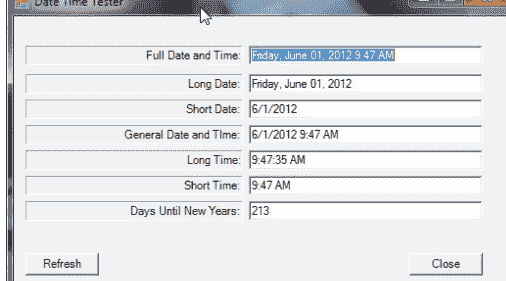 Date Time Tester
Full Date and Time: Friday, June 01, 2012 9:47 AM
Long Date: Friday, June 01, 2012
Short Date: 6/1/2012
General Date and TIme: 6/1/2012 9:47 AM
Long Time: 9:47:35 AM
Short Time: 9:47 AM
Days Until New Years: 213
Refresh Close